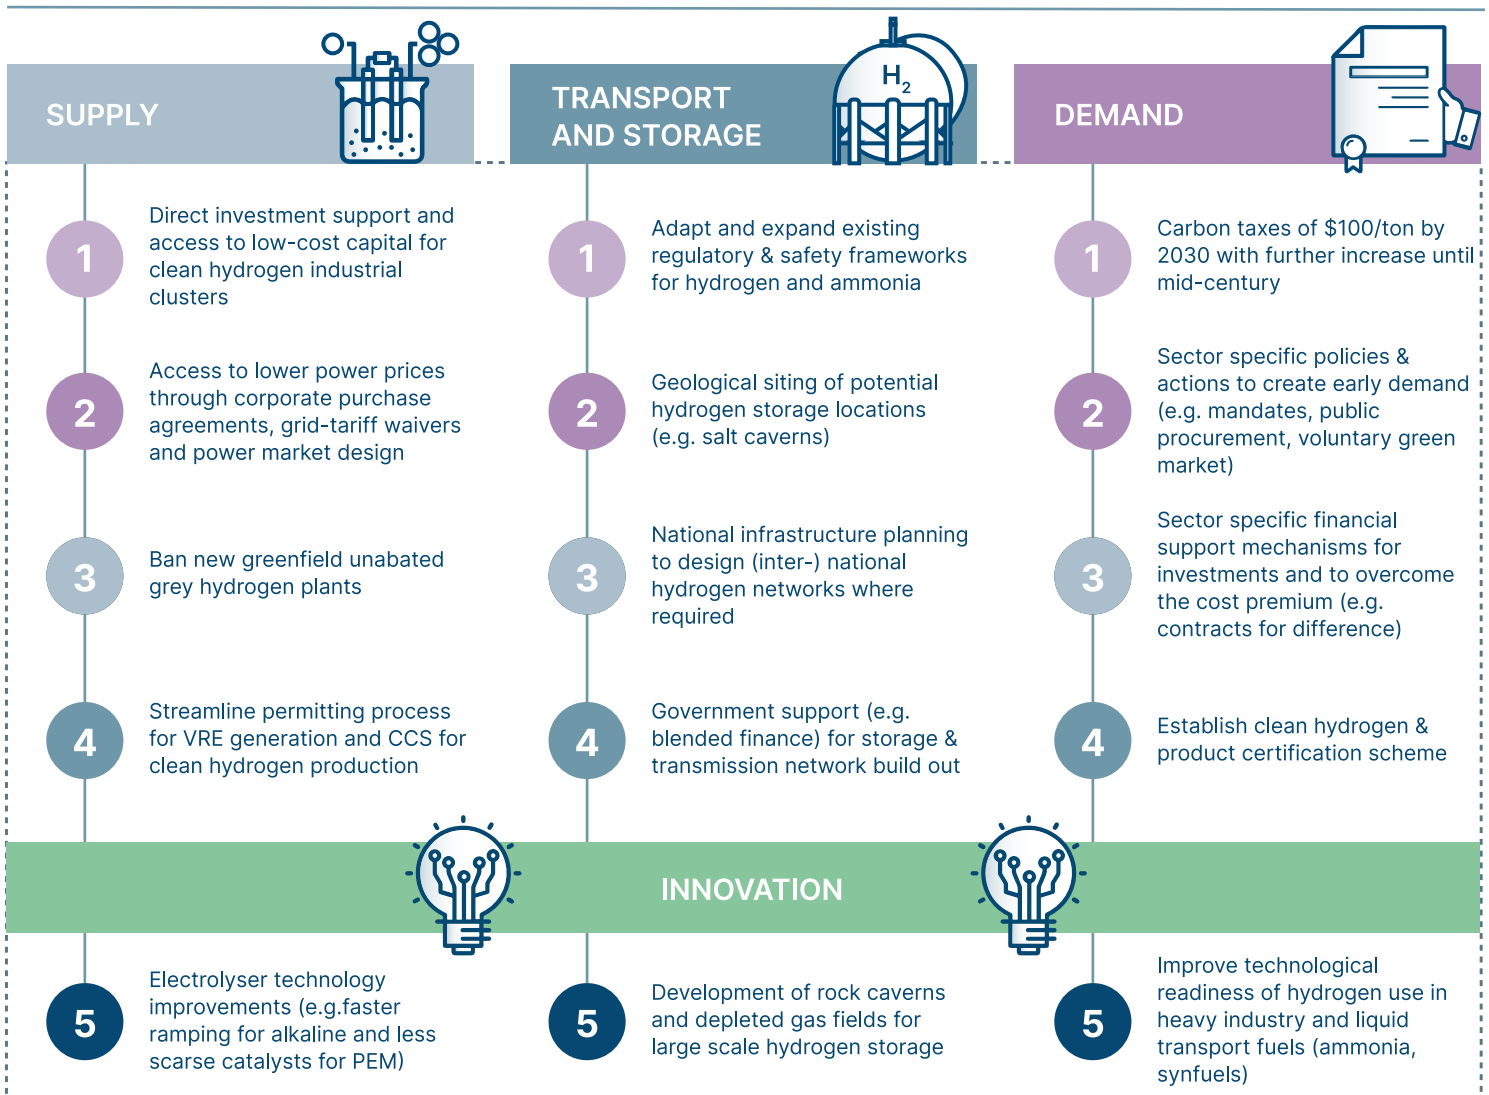 SUPPLY
1
Direct investment support and
access to low-cost capital for
clean hydrogen industrial
clusters
2
Access to lower power prices
through corporate purchase
agreements, grid-tariff waivers
and power market design
3
Ban new greenfield unabated
grey hydrogen plants
4
Streamline permitting process
for VRE generation and CCS for
clean hydrogen production
TRANSPORT
AND STORAGE
H2
1
Adapt and expand existing
regulatory & safety frameworks
for hydrogen and ammonia
2
Geological siting of potential
hydrogen storage locations
(e.g. salt caverns)
3
National infrastructure planning
to design (inter-) national
hydrogen networks where
required
4
Government support (e.g.
blended finance) for storage &
transmission network build out
DEMAND
1
Carbon taxes of $100/ton by
2030 with further increase until
mid-century
2
Sector specific policies &
actions to create early demand
(e.g. mandates, public
procurement, voluntary green
market)
3
Sector specific financial
support mechanisms for
investments and to overcome
the cost premium (e.g.
contracts for difference)
4
Establish clean hydrogen &
product certification scheme
INNOVATION
5
Electrolyser technology
improvements (e.g.faster
ramping for alkaline and less
scarse catalysts for PEM)
5
Development of rock caverns
and depleted gas fields for
large scale hydrogen storage
5
Improve technological
readiness of hydrogen use in
heavy industry and liquid
transport fuels (ammonia,
synfuels)